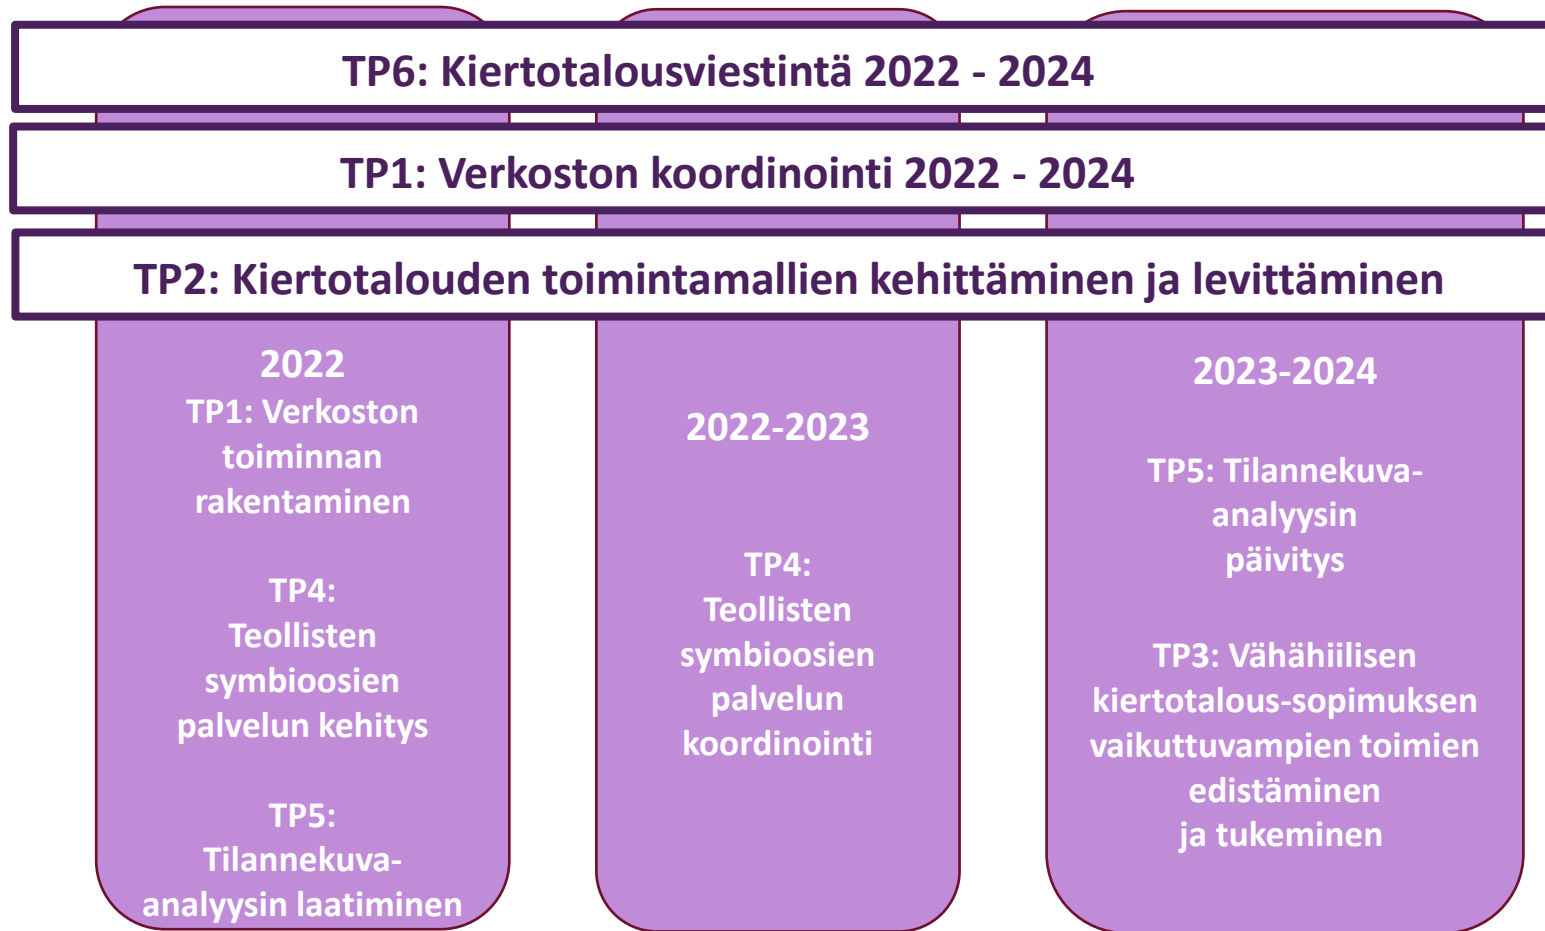 TP6: Kiertotalousviestintä 2022 - 2024
TP1: Verkoston koordinointi 2022 - 2024
TP2: Kiertotalouden toimintamallien kehittäminen ja levittäminen
2022
TP1: Verkoston
toiminnan
rakentaminen
TP4:
Teollisten
symbioosien
palvelun kehitys
TP5:
Tilannekuva-
analyysin laatiminen
2022-2023
TP4:
Teollisten
symbioosien
palvelun
koordinointi
2023-2024
TP5: Tilannekuva-
analyysin
päivitys
TP3: Vähähiilisen
kiertotalous-sopimuksen
vaikuttuvampien toimien
edistäminen
ja tukeminen